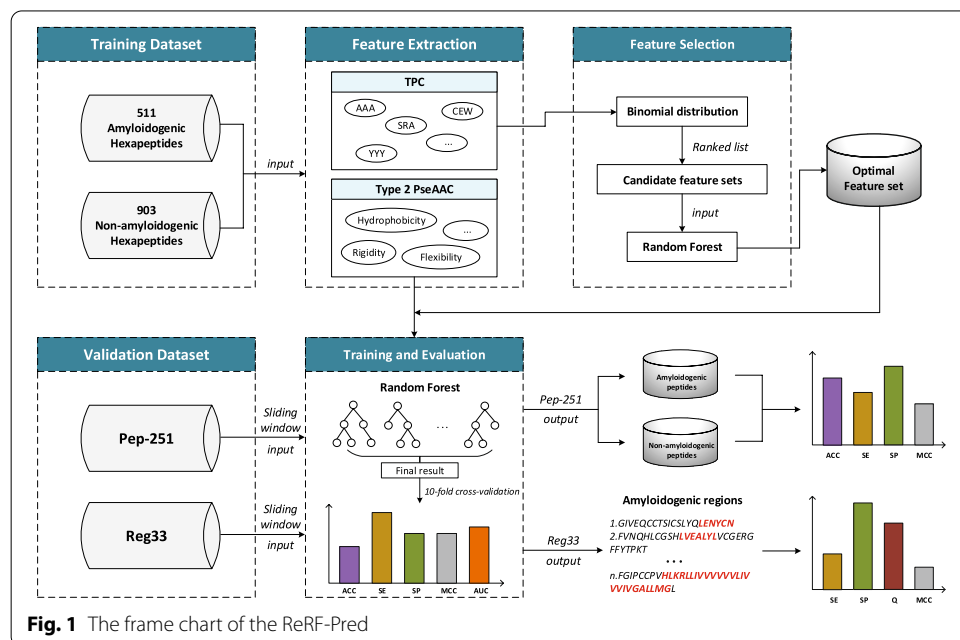 Training Dataset
511
Amyloidogenic
Hexapeptides
903
Non-amyloidogenic
Hexapeptides
input
Feature Extraction
TPC
AAA
CEW
SRA
YYY
...
Type 2 PseAAC
Hydrophobicity
...
Rigidity
Flexibility
Feature Selection
Binomial distribution
Ranked list
Candidate feature sets
input
Random Forest
Optimal
Feature set
Validation Dataset
Pep-251
Reg33
Sliding
window
input
Sliding
window
input
Training and Evaluation
Random Forest
...
Final result
10-fold cross-validation
ACC SE SP MCC AUC
Pep-251
output
Amyloidogenic
peptides
Non-amyloidogenic
peptides
ACC SE SP MCC
Reg33
output
Amyloidogenic regions
1.GIVEQCCTSICSLYQLENYCN
2.FVNQHLCGSHLVEALYLVCGERG
FFYTPKT
...
n.FGIPCCPVHLKRLLIVVVVVVLIV
VVIVGALLMGL
SE SP Q MCC
Fig. 1 The frame chart of the ReRF-Pred